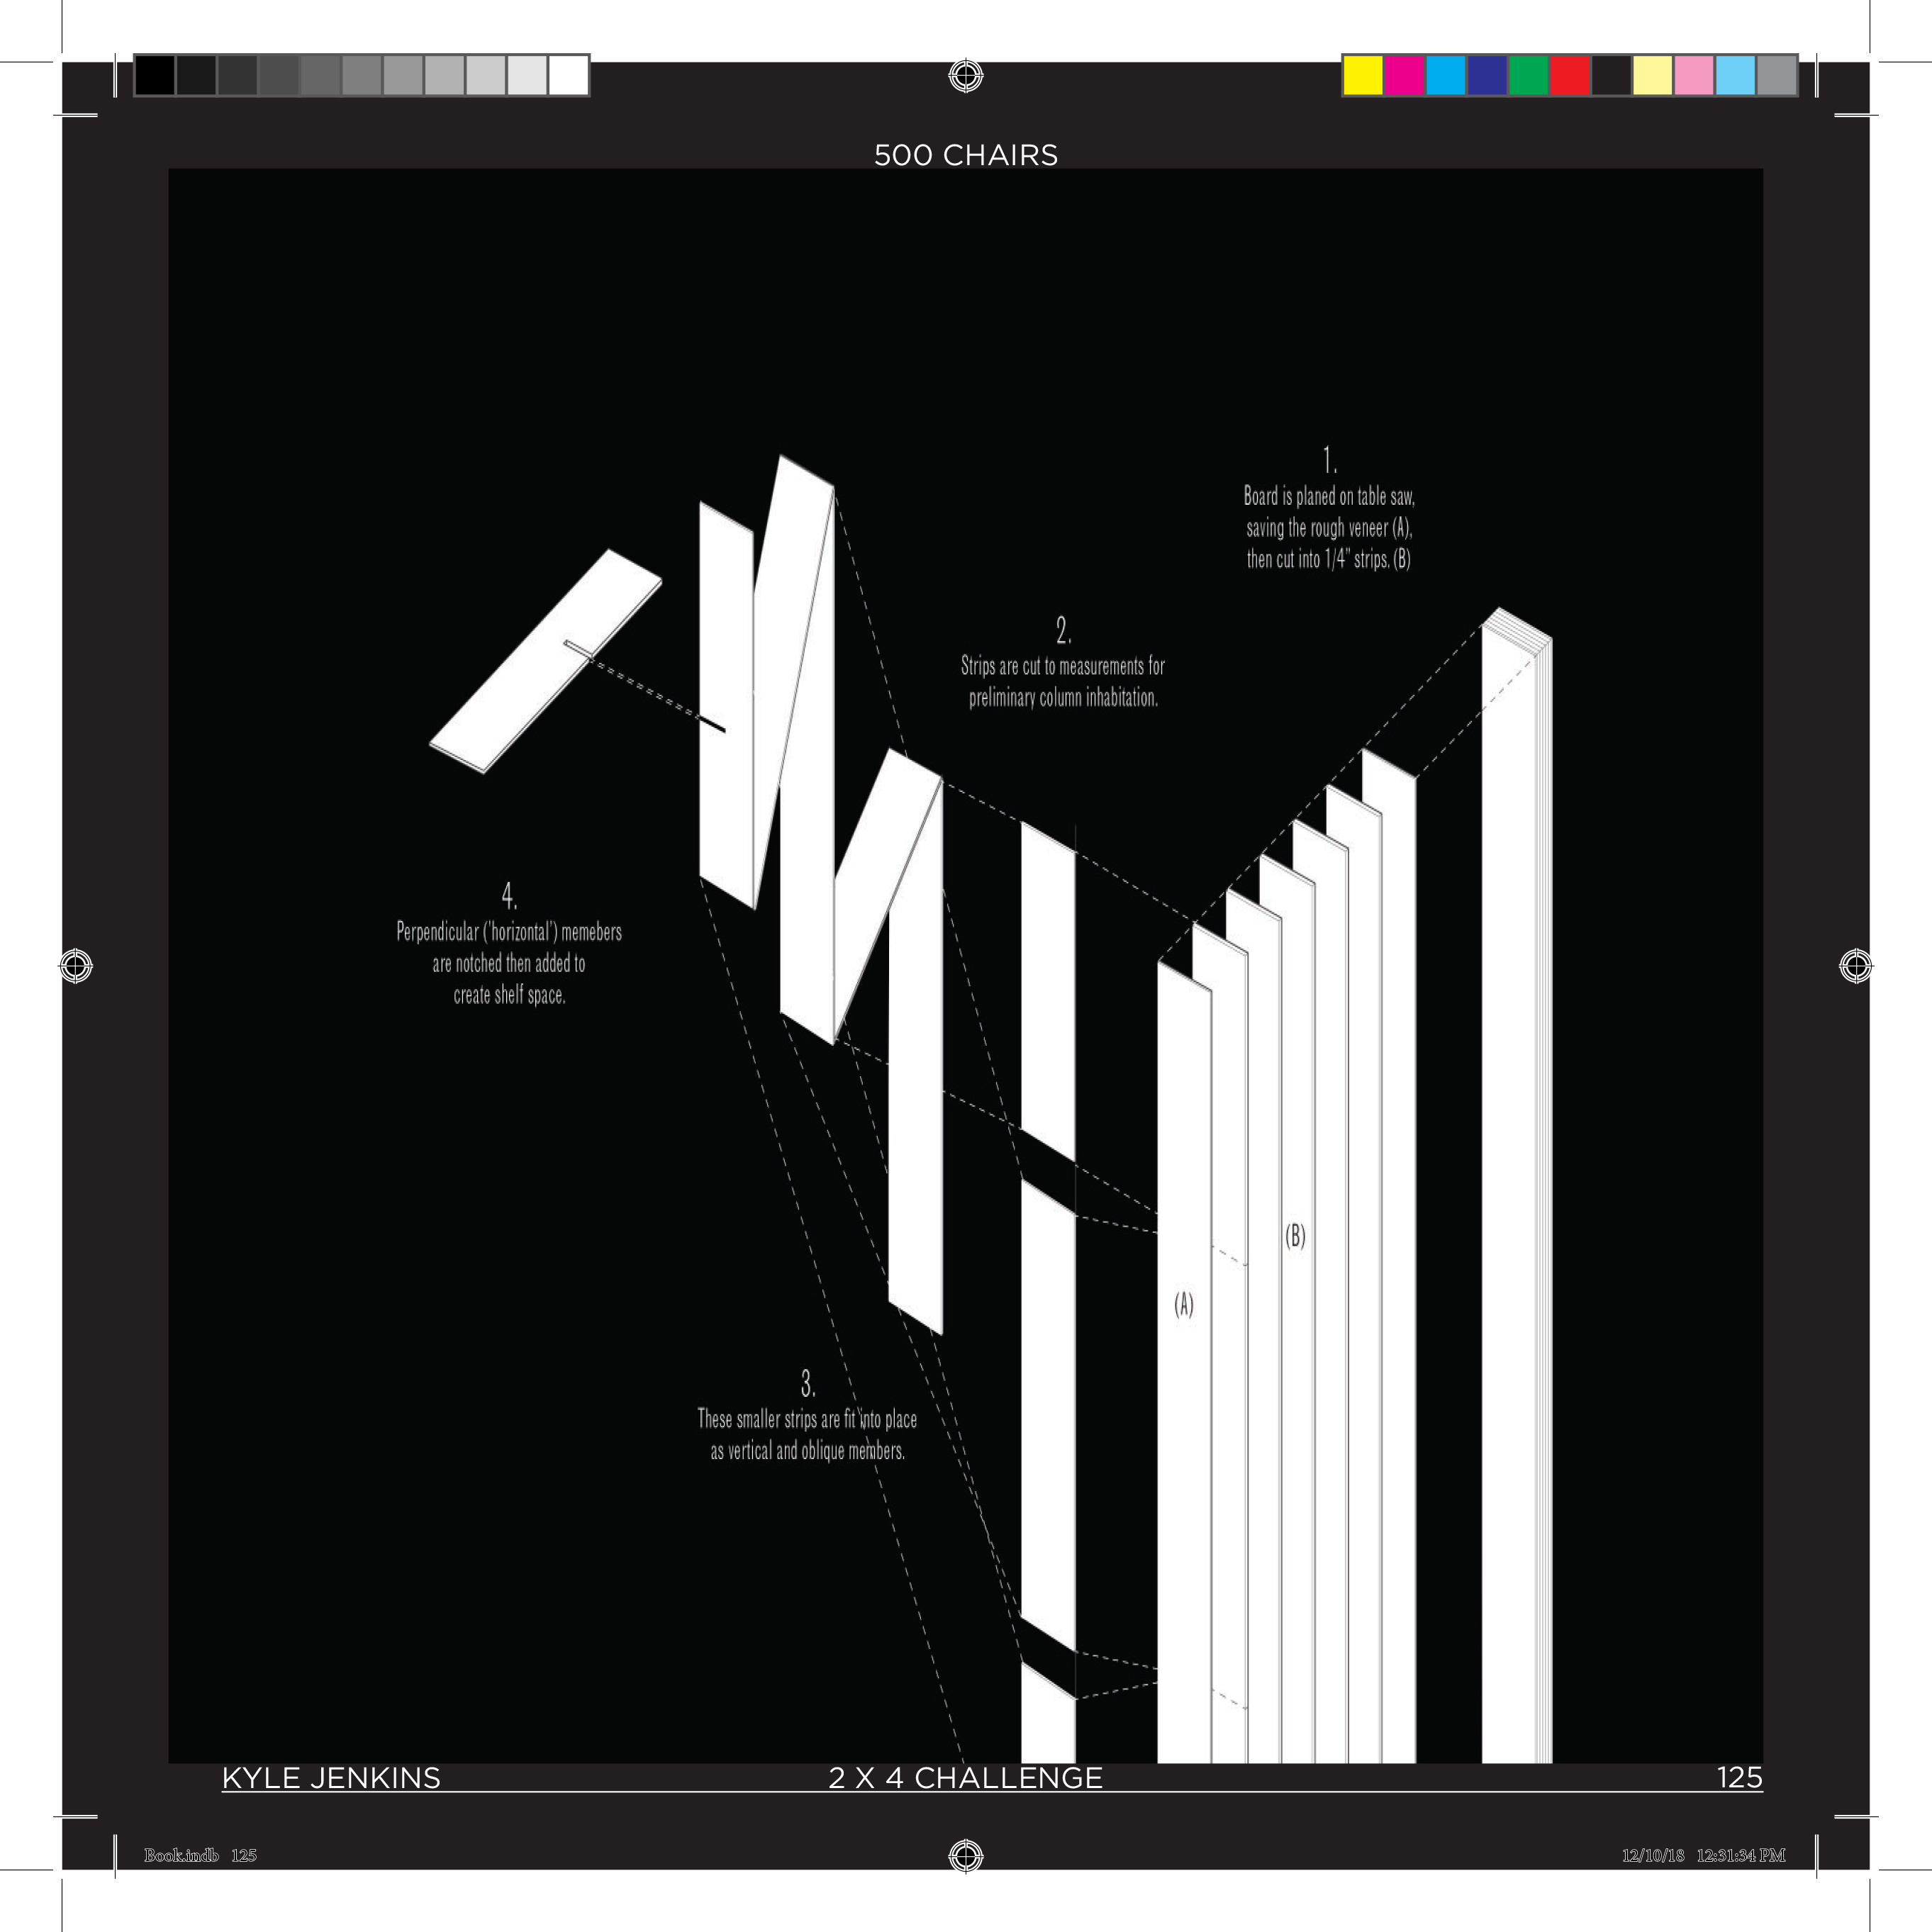 500 CHAIRS
1.
Board is planed on table saw,
saving the rough veneer (A),
then cut into 1/4" strips. (B)
2.
Strips are cut to measurements for
preliminary column inhabitation.
4.
Perpendicular ('horizontal') memebers
are notched then added to
create shelf space.
(B)
(A)
3.
These smaller strips are fit into place
as vertical and oblique members.
KYLE JENKINS 2 X 4 CHALLENGE 125
Book.indb 125 12/10/18 12:31:34 PM